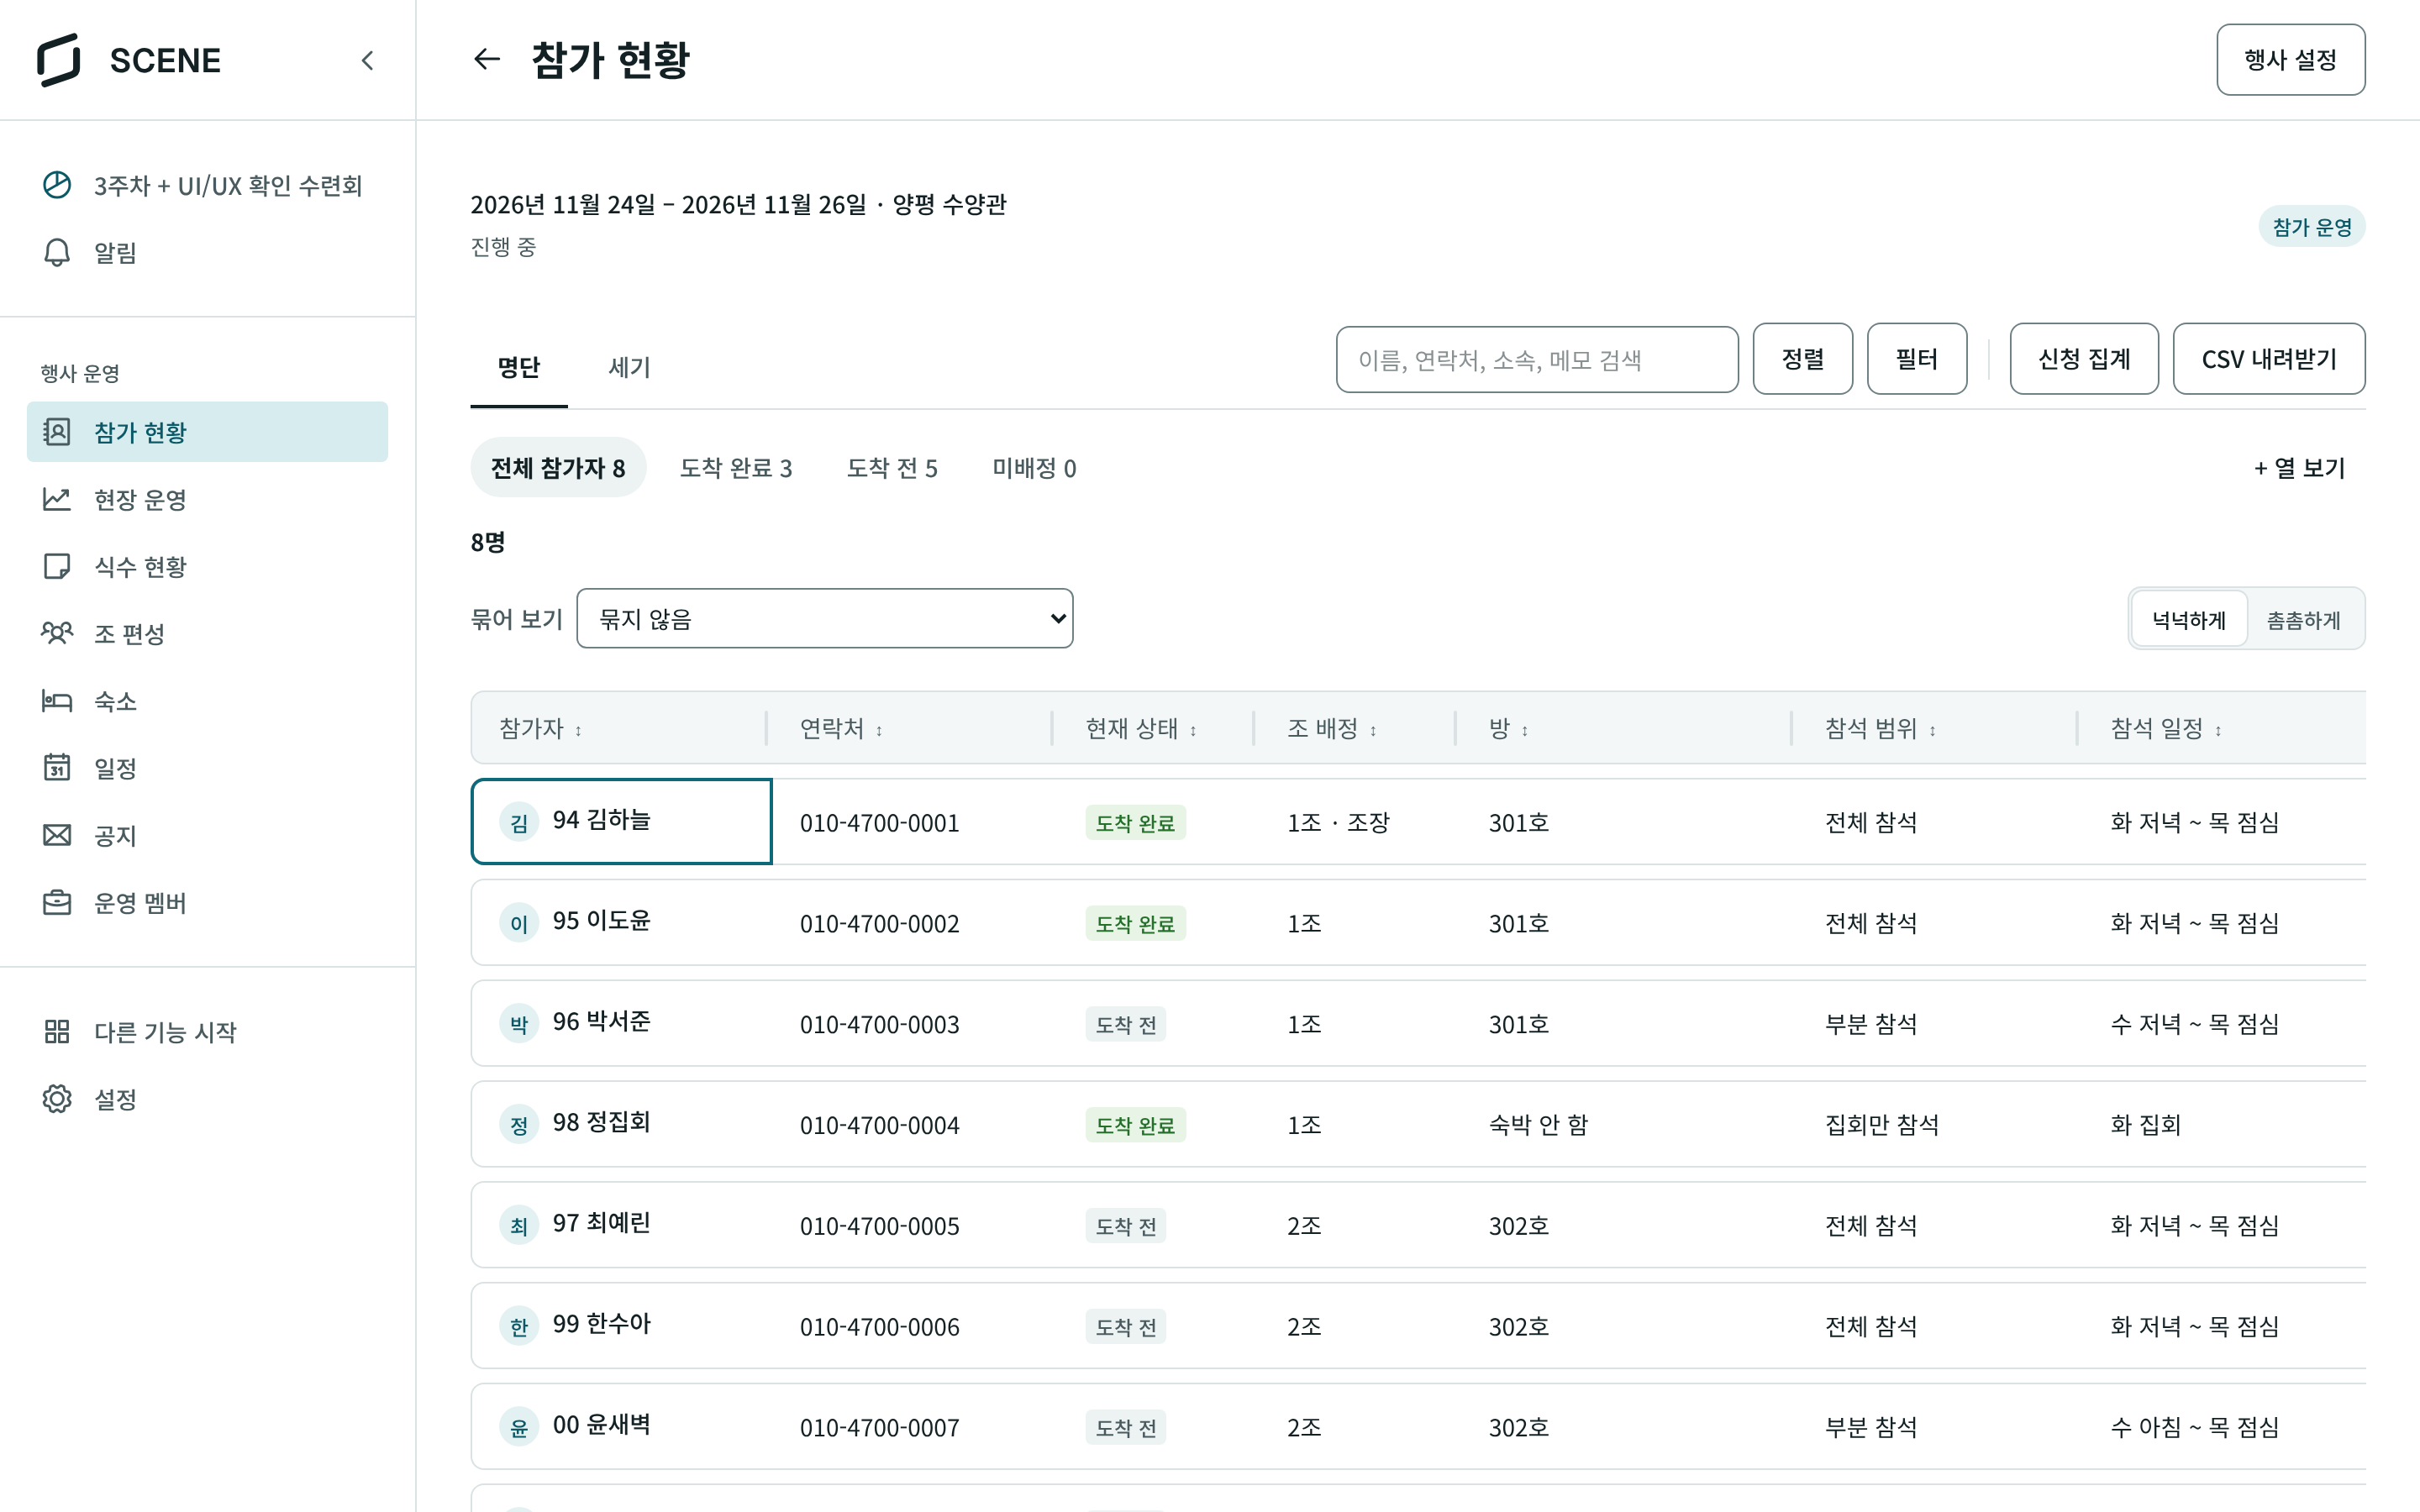 SCENE
참가 현황
행사 설정
3주차 + UI/UX 확인 수련회
알림
행사 운영
참가 현황
현장 운영
식수 현황
조 편성
숙소
일정
공지
운영 멤버
다른 기능 시작
설정
2026년 11월 24일 – 2026년 11월 26일 · 양평 수양관
진행 중
참가 운영
명단 세기
이름, 연락처, 소속, 메모 검색 정렬 필터 신청 집계 CSV 내려받기
전체 참가자 8 도착 완료 3 도착 전 5 미배정 0 + 열 보기
8명
묶어 보기 묶지 않음 넉넉하게 촘촘하게
참가자 ↕ 연락처 ↕ 현재 상태 ↕ 조 배정 ↕ 방 ↕ 참석 범위 ↕ 참석 일정 ↕
김 94 김하늘 010-4700-0001 도착 완료 1조 · 조장 301호 전체 참석 화 저녁 ~ 목 점심
이 95 이도윤 010-4700-0002 도착 완료 1조 301호 전체 참석 화 저녁 ~ 목 점심
박 96 박서준 010-4700-0003 도착 전 1조 301호 부분 참석 수 저녁 ~ 목 점심
정 98 정집회 010-4700-0004 도착 완료 1조 숙박 안 함 집회만 참석 화 집회
최 97 최예린 010-4700-0005 도착 전 2조 302호 전체 참석 화 저녁 ~ 목 점심
한 99 한수아 010-4700-0006 도착 전 2조 302호 전체 참석 화 저녁 ~ 목 점심
윤 00 윤새벽 010-4700-0007 도착 전 2조 302호 부분 참석 수 아침 ~ 목 점심